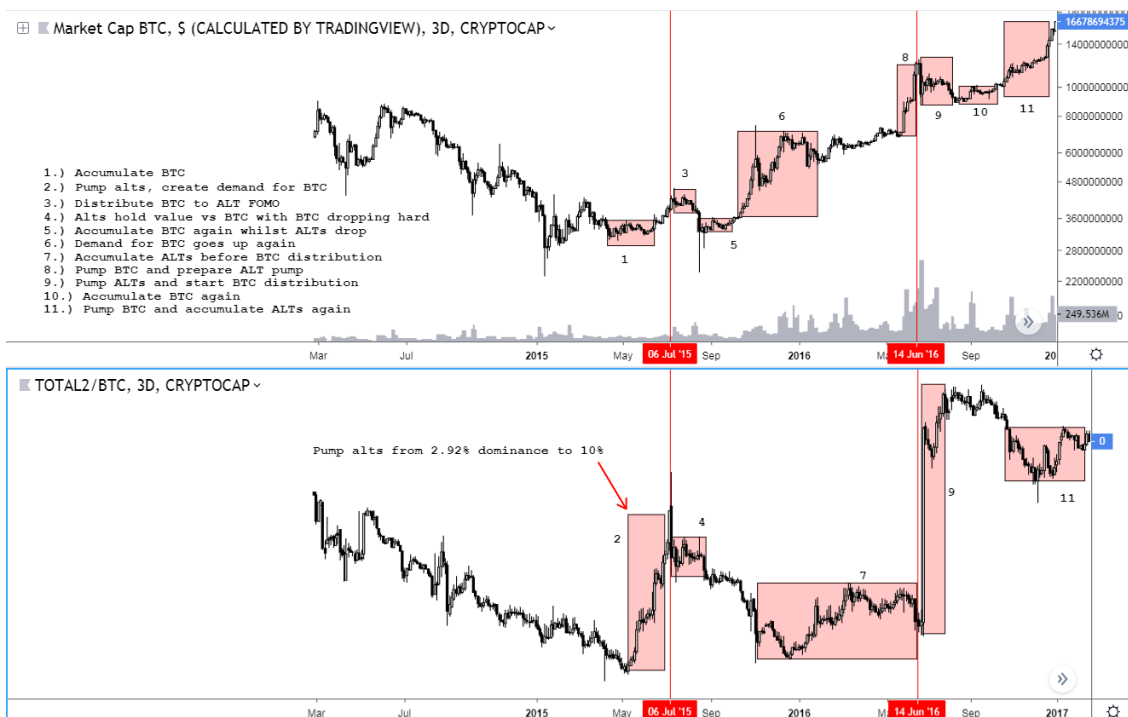 Market Cap BTC, $ (CALCULATED BY TRADINGVIEW), 3D, CRYPTOCAP
16678694375
14000000000
10000000000
8000000000
6000000000
4800000000
3600000000
2800000000
2200000000
249.536M
1.) Accumulate BTC
2.) Pump alts, create demand for BTC
3.) Distribute BTC to ALT FOMO
4.) Alts hold value vs BTC with BTC dropping hard
5.) Accumulate BTC again whilst ALTs drop
6.) Demand for BTC goes up again
7.) Accumulate ALTs before BTC distribution
8.) Pump BTC and prepare ALT pump
9.) Pump ALTs and start BTC distribution
10.) Accumulate BTC again
11.) Pump BTC and accumulate ALTs again
1
3
5
6
8
9
10
11
Mar Jul 2015 May 06 Jul '15 Sep 2016 14 Jun '16 Sep 20
TOTAL2/BTC, 3D, CRYPTOCAP
0
Pump alts from 2.92% dominance to 10%
2
4
7
9
11
Mar Jul 2015 May 06 Jul '15 Sep 2016 14 Jun '16 Sep 2017